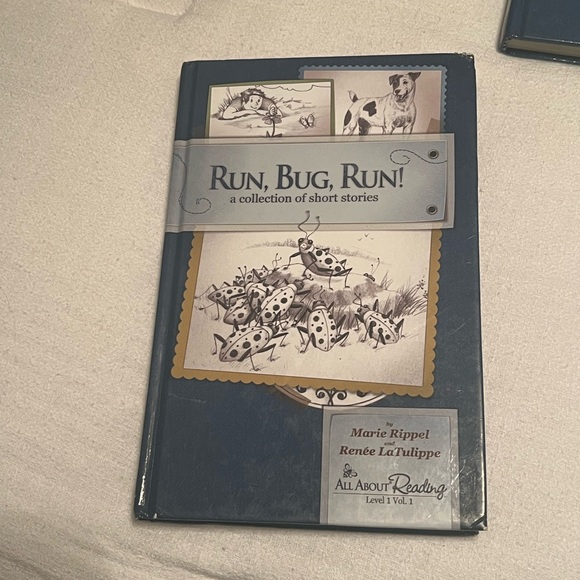 RUN, BUG, RUN!
a collection of short stories
by
Marie Rippel
and
Renée LaTulippe
ALL ABOUT Reading
Level 1 Vol. 1